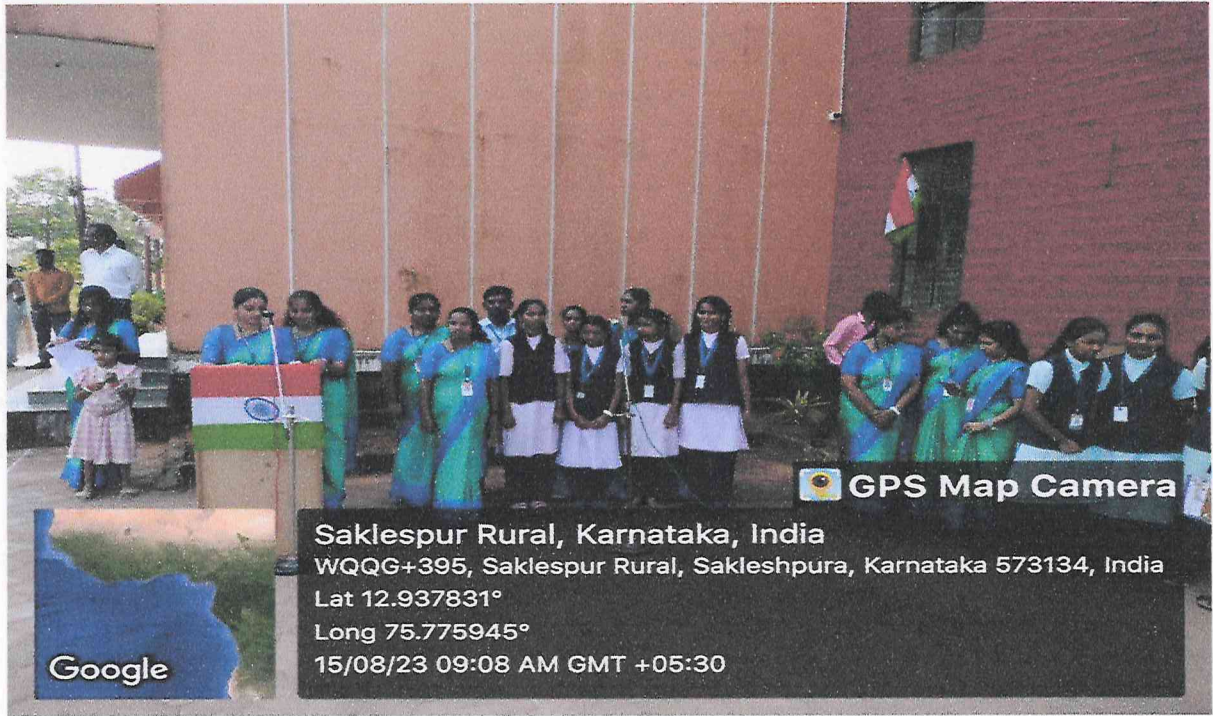 GPS Map Camera
Saklespur Rural, Karnataka, India
WQQG+395, Saklespur Rural, Sakleshpura, Karnataka 573134, India
Lat 12.937831°
Long 75.775945°
15/08/23 09:08 AM GMT +05:30
Google